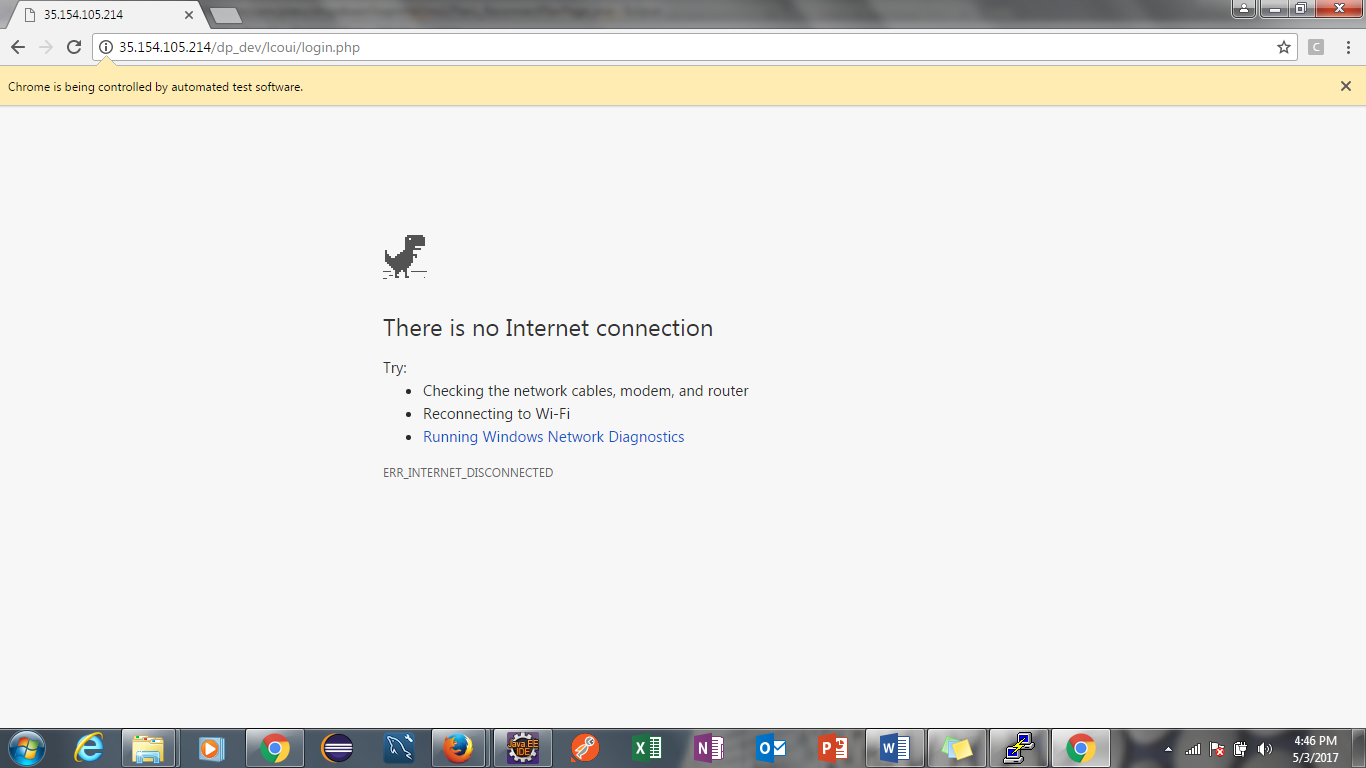 35.154.105.214
35.154.105.214/dp_dev/lcoui/login.php
C
Chrome is being controlled by automated test software.
There is no Internet connection
Try:
Checking the network cables, modem, and router
Reconnecting to Wi-Fi
Running Windows Network Diagnostics
ERR_INTERNET_DISCONNECTED
Java EE
IDE
4:46 PM
5/3/2017